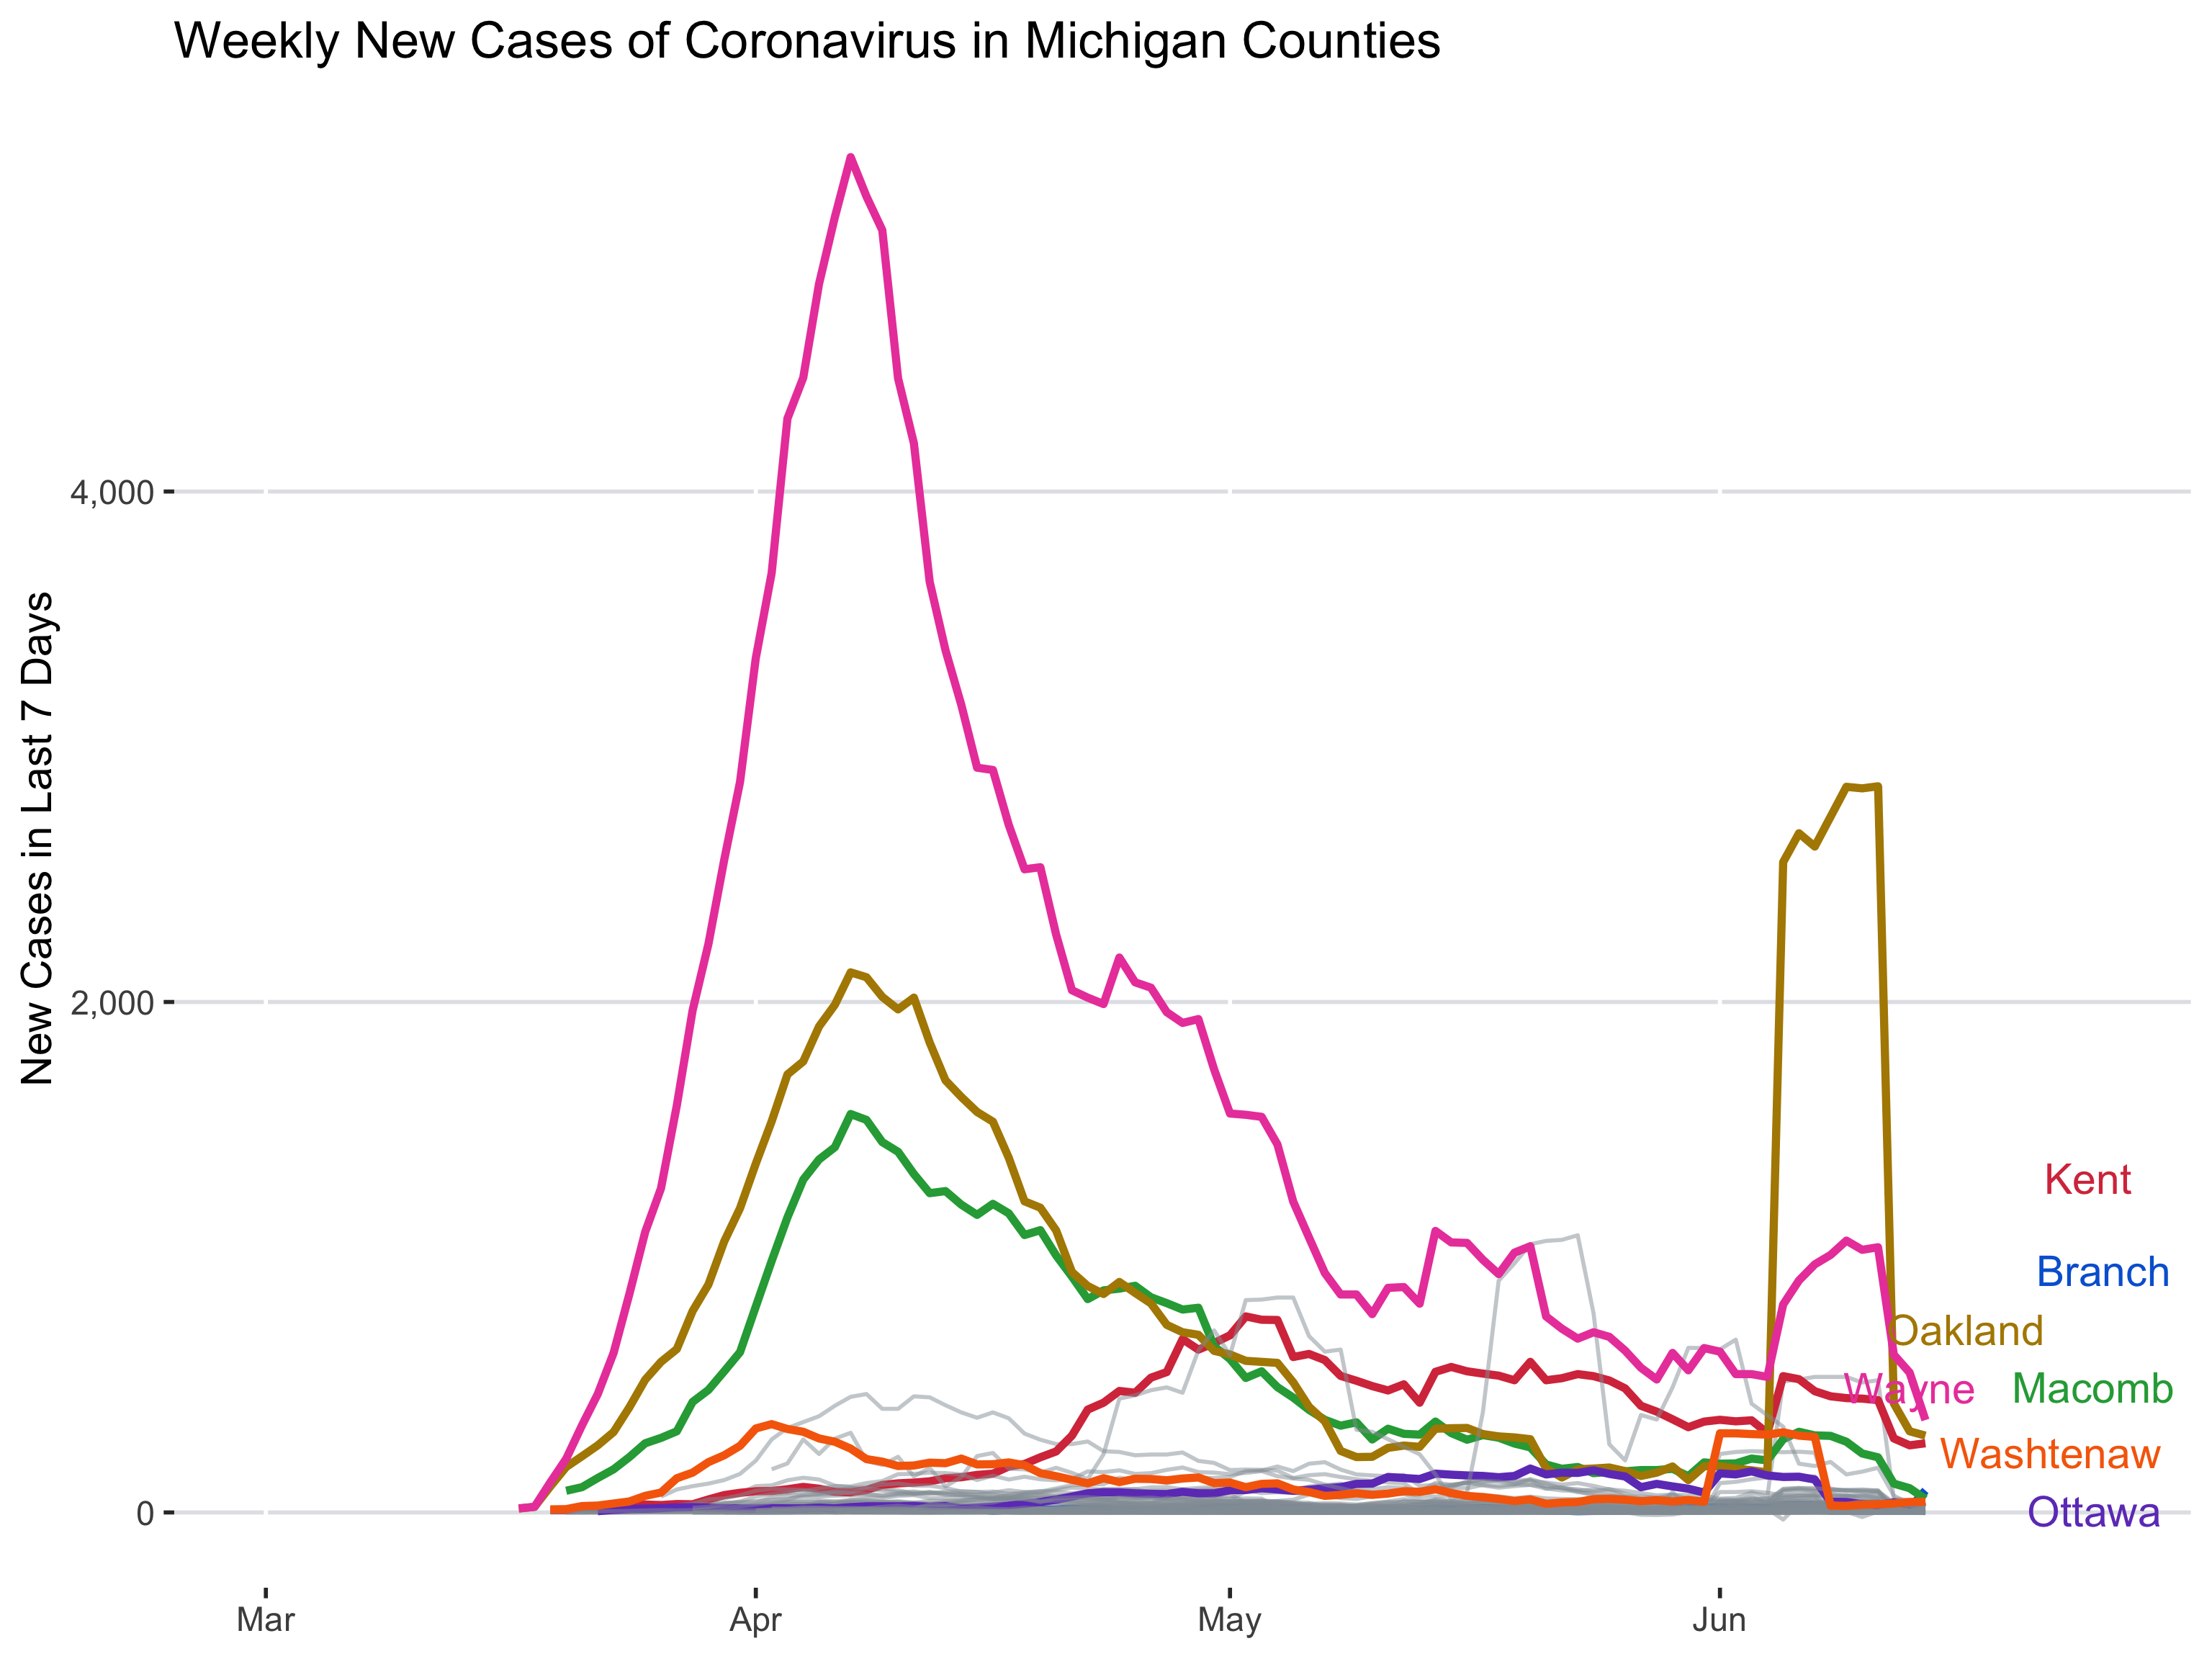 Weekly New Cases of Coronavirus in Michigan Counties
New Cases in Last 7 Days
4,000
2,000
0
Kent
Branch
Oakland
Wayne
Macomb
Washtenaw
Ottawa
Mar
Apr
May
Jun